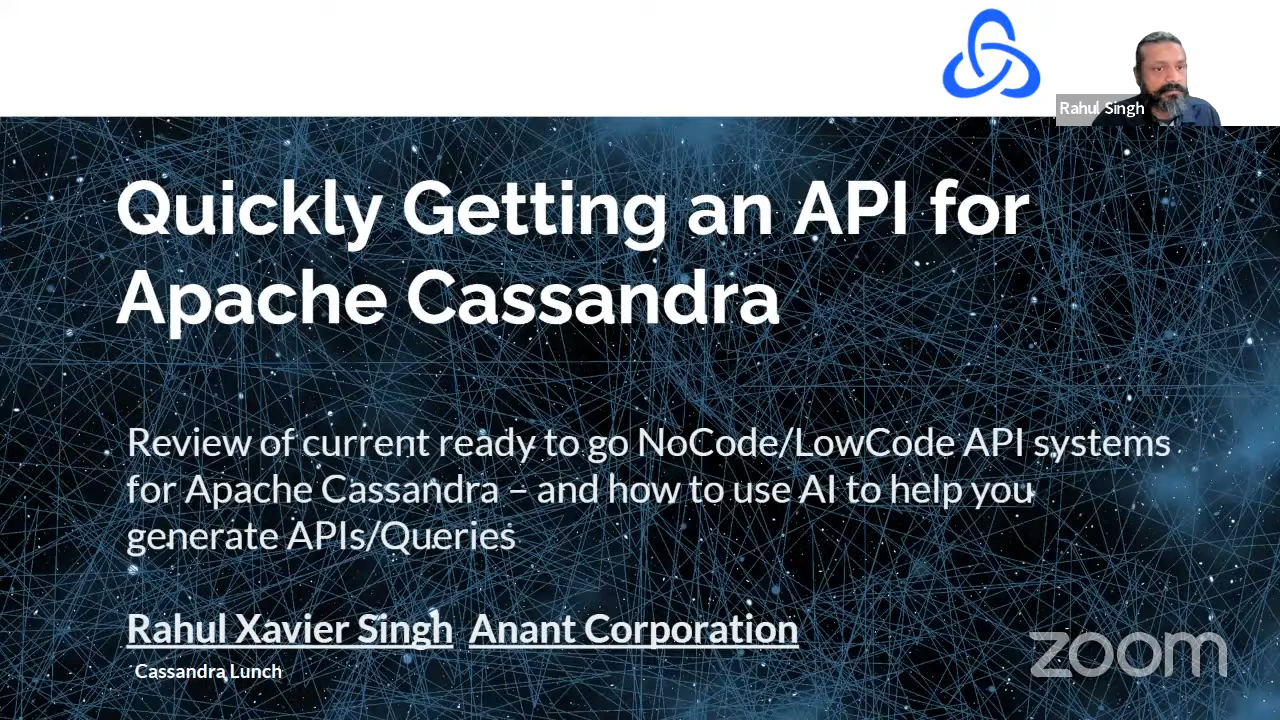 Rahul Singh
Quickly Getting an API for
Apache Cassandra
Review of current ready to go NoCode/LowCode API systems
for Apache Cassandra – and how to use AI to help you
generate APIs/Queries
Rahul Xavier Singh Anant Corporation
Cassandra Lunch
zoom